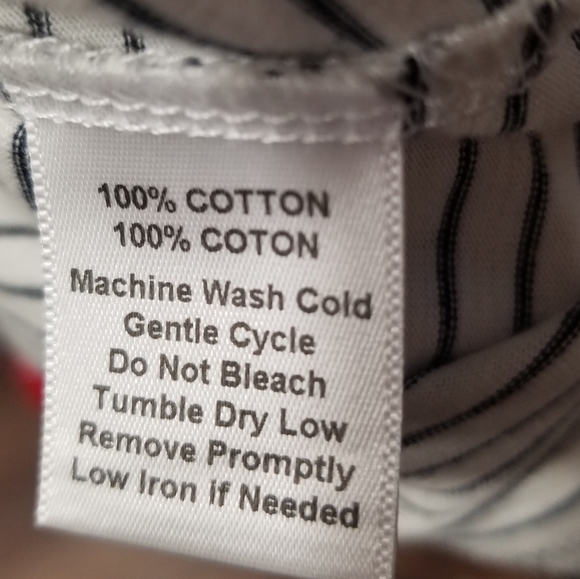 100% COTTON
100% COTON
Machine Wash Cold
Gentle Cycle
Do Not Bleach
Tumble Dry Low
Remove Promptly
Low Iron if Needed